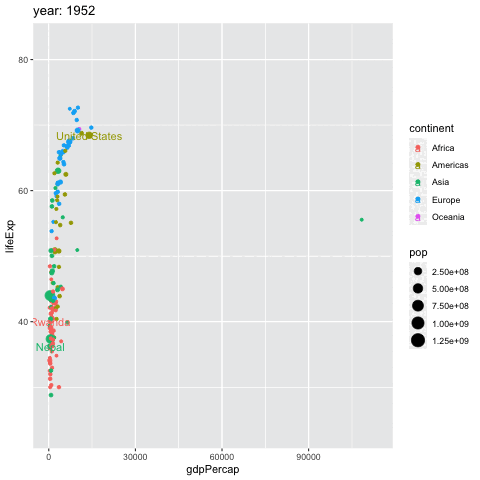 year: 1952
80
60
40
lifeExp
United States
Rwanda
Nepal
0
30000
60000
90000
gdpPercap
continent
Africa
Americas
Asia
Europe
Oceania
pop
2.50e+08
5.00e+08
7.50e+08
1.00e+09
1.25e+09